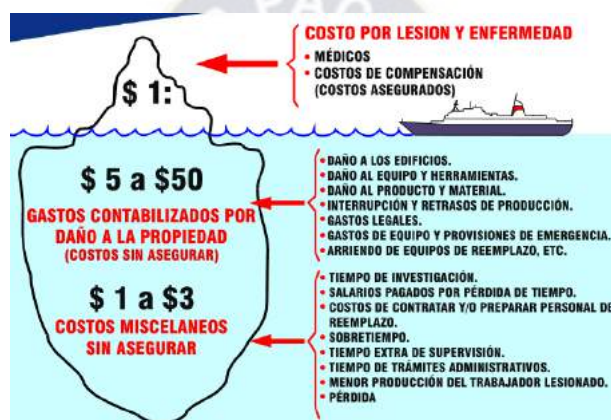 COSTO POR LESION Y ENFERMEDAD
• MÉDICOS
• COSTOS DE COMPENSACIÓN
(COSTOS ASEGURADOS)
$ 1:
$ 5 a $50
GASTOS CONTABILIZADOS POR
DAÑO A LA PROPIEDAD
(COSTOS SIN ASEGURAR)
• DAÑO A LOS EDIFICIOS.
• DAÑO AL EQUIPO Y HERRAMIENTAS.
• DAÑO AL PRODUCTO Y MATERIAL.
• INTERRUPCIÓN Y RETRASOS DE PRODUCCIÓN.
• GASTOS LEGALES.
• GASTOS DE EQUIPO Y PROVISIONES DE EMERGENCIA.
• ARRIENDO DE EQUIPOS DE REEMPLAZO, ETC.
$ 1 a $3
COSTOS MISCELANEOS
SIN ASEGURAR
• TIEMPO DE INVESTIGACIÓN.
• SALARIOS PAGADOS POR PÉRDIDA DE TIEMPO.
• COSTOS DE CONTRATAR Y/O PREPARAR PERSONAL DE
REEMPLAZO.
• SOBRETIEMPO.
• TIEMPO EXTRA DE SUPERVISIÓN.
• TIEMPO DE TRÁMITES ADMINISTRATIVOS.
• MENOR PRODUCCIÓN DEL TRABAJADOR LESIONADO.
• PÉRDIDA